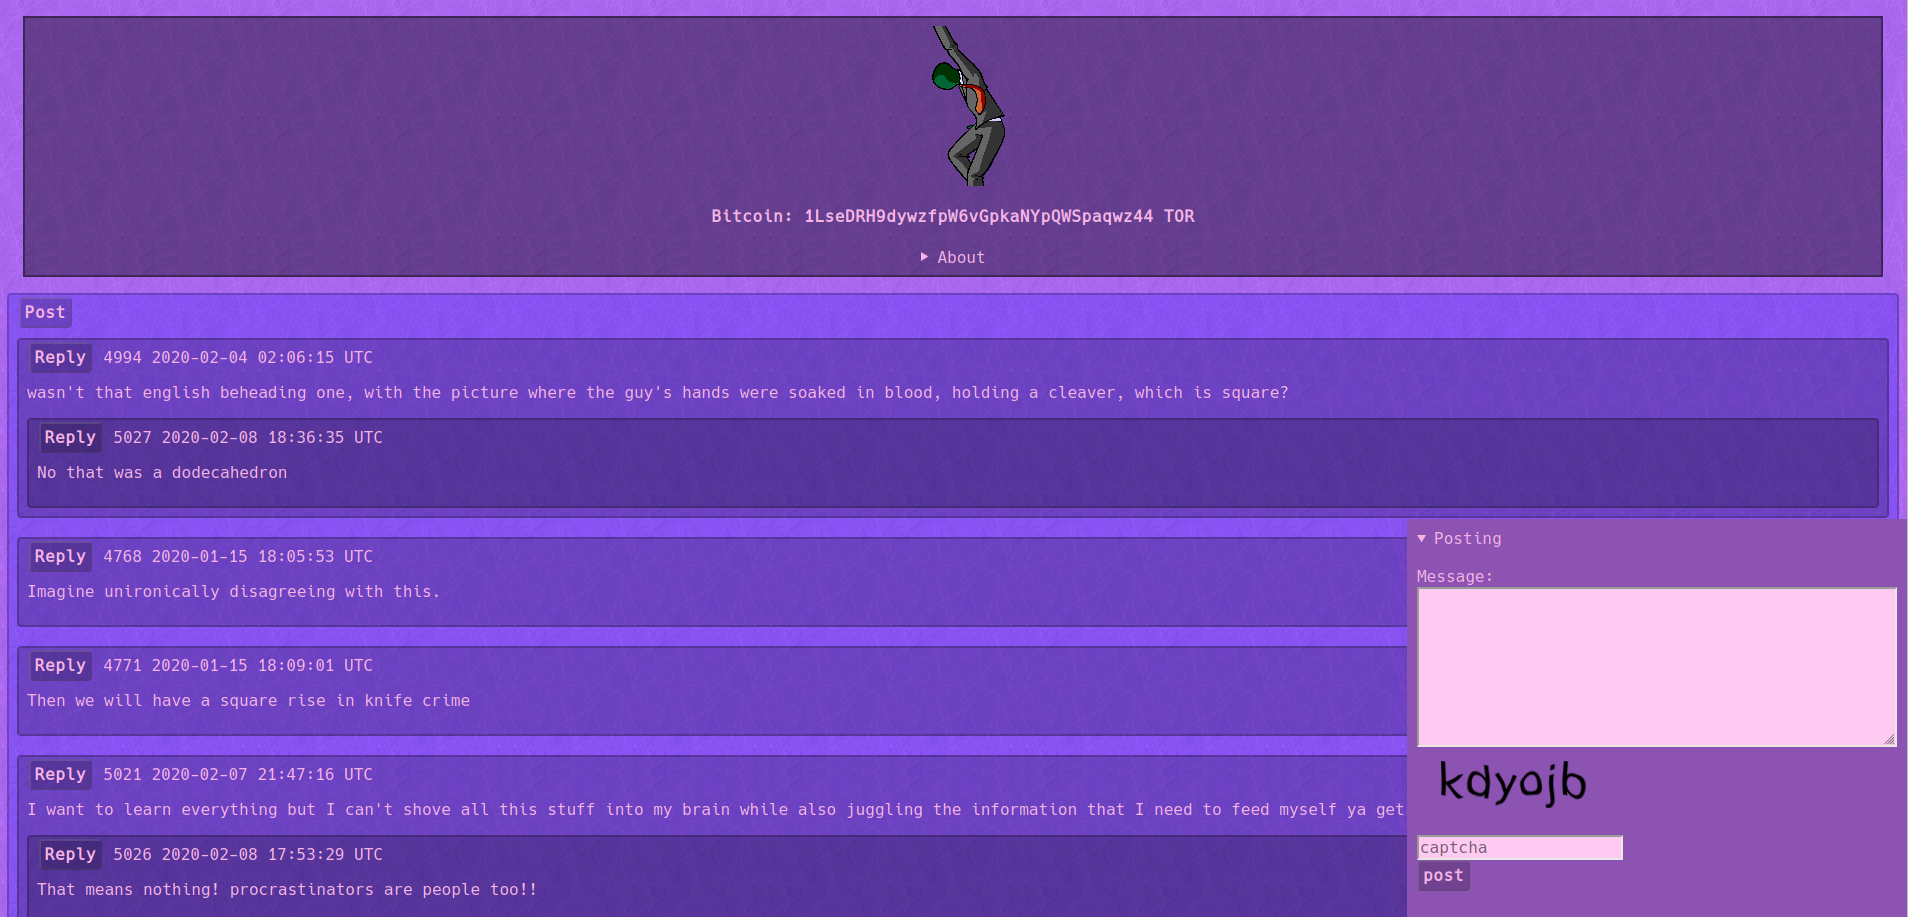 Bitcoin: 1LseDRH9dywzfpW6vGpkaNYpQWSpaqwz44 TOR
▶ About
Post
Reply 4994 2020-02-04 02:06:15 UTC
wasn't that english beheading one, with the picture where the guy's hands were soaked in blood, holding a cleaver, which is square?
Reply 5027 2020-02-08 18:36:35 UTC
No that was a dodecahedron
Reply 4768 2020-01-15 18:05:53 UTC
Imagine unironically disagreeing with this.
Reply 4771 2020-01-15 18:09:01 UTC
Then we will have a square rise in knife crime
Reply 5021 2020-02-07 21:47:16 UTC
I want to learn everything but I can't shove all this stuff into my brain while also juggling the information that I need to feed myself ya get
Reply 5026 2020-02-08 17:53:29 UTC
That means nothing! procrastinators are people too!!
▼ Posting
Message:
kdyajb
captcha
post